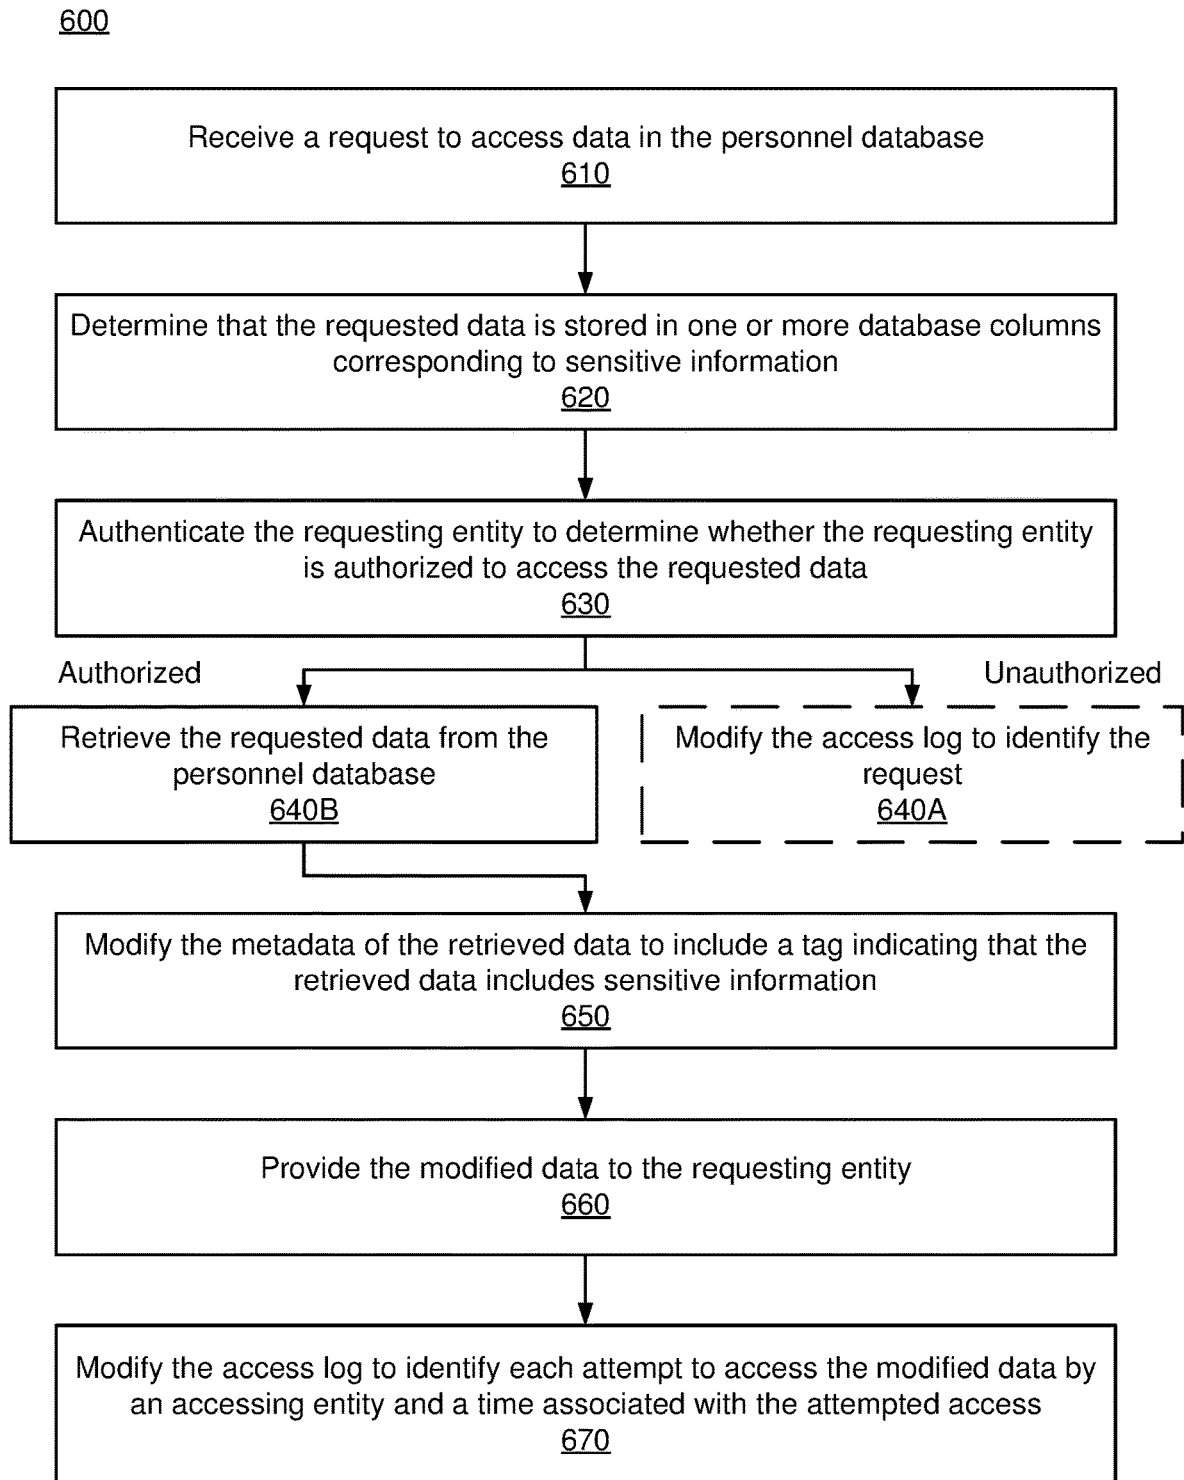 600
Receive a request to access data in the personnel database
610
Determine that the requested data is stored in one or more database columns
corresponding to sensitive information
620
Authenticate the requesting entity to determine whether the requesting entity
is authorized to access the requested data
630
Authorized
Unauthorized
Retrieve the requested data from the
personnel database
640B
Modify the access log to identify the
request
640A
Modify the metadata of the retrieved data to include a tag indicating that the
retrieved data includes sensitive information
650
Provide the modified data to the requesting entity
660
Modify the access log to identify each attempt to access the modified data by
an accessing entity and a time associated with the attempted access
670